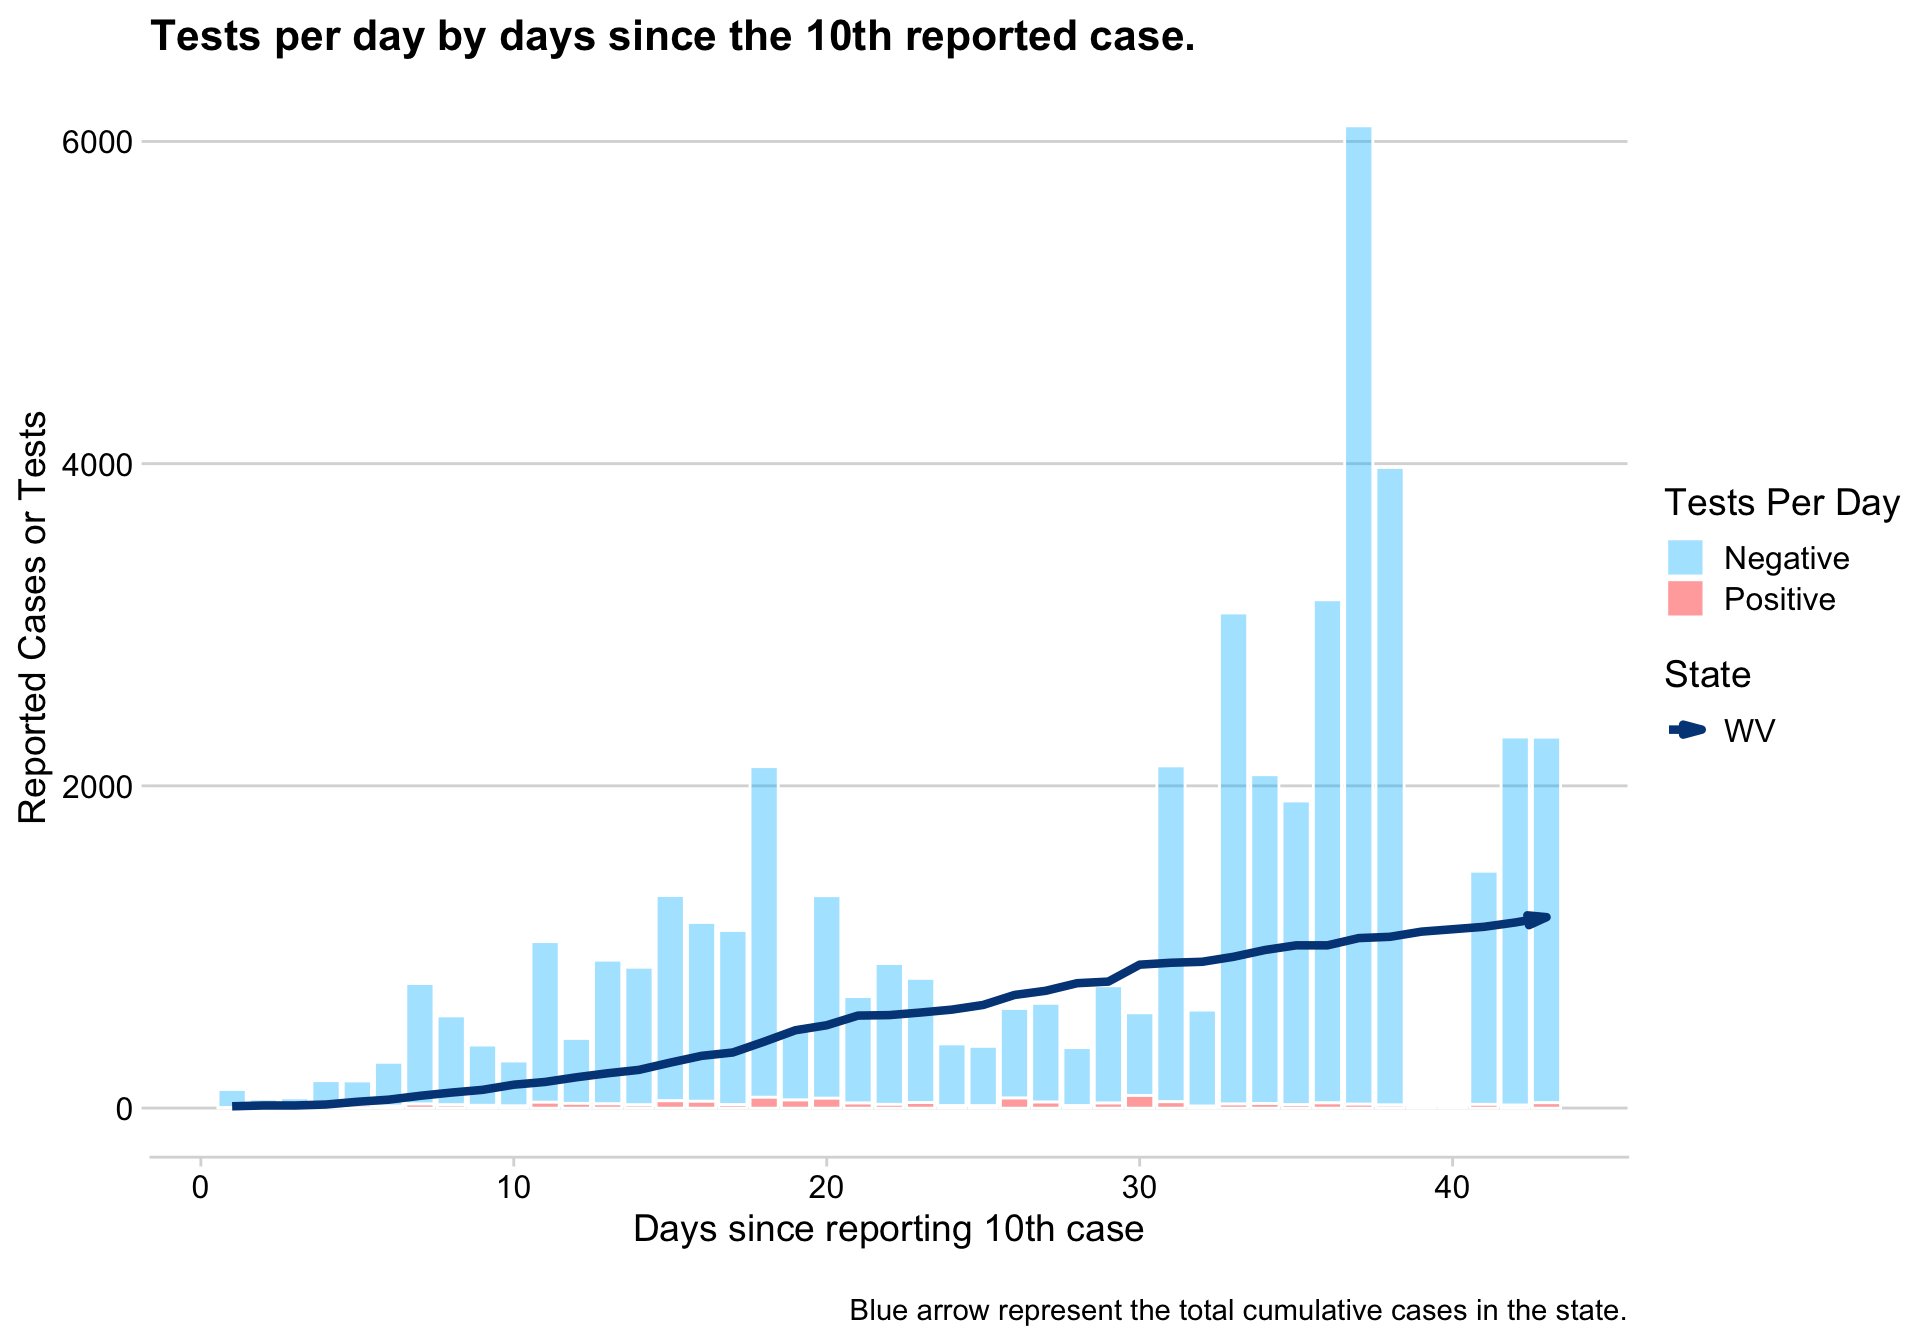 Tests per day by days since the 10th reported case.
6000
4000
2000
0
Reported Cases or Tests
0 10 20 30 40
Days since reporting 10th case
Tests Per Day
Negative
Positive
State
WV
Blue arrow represent the total cumulative cases in the state.